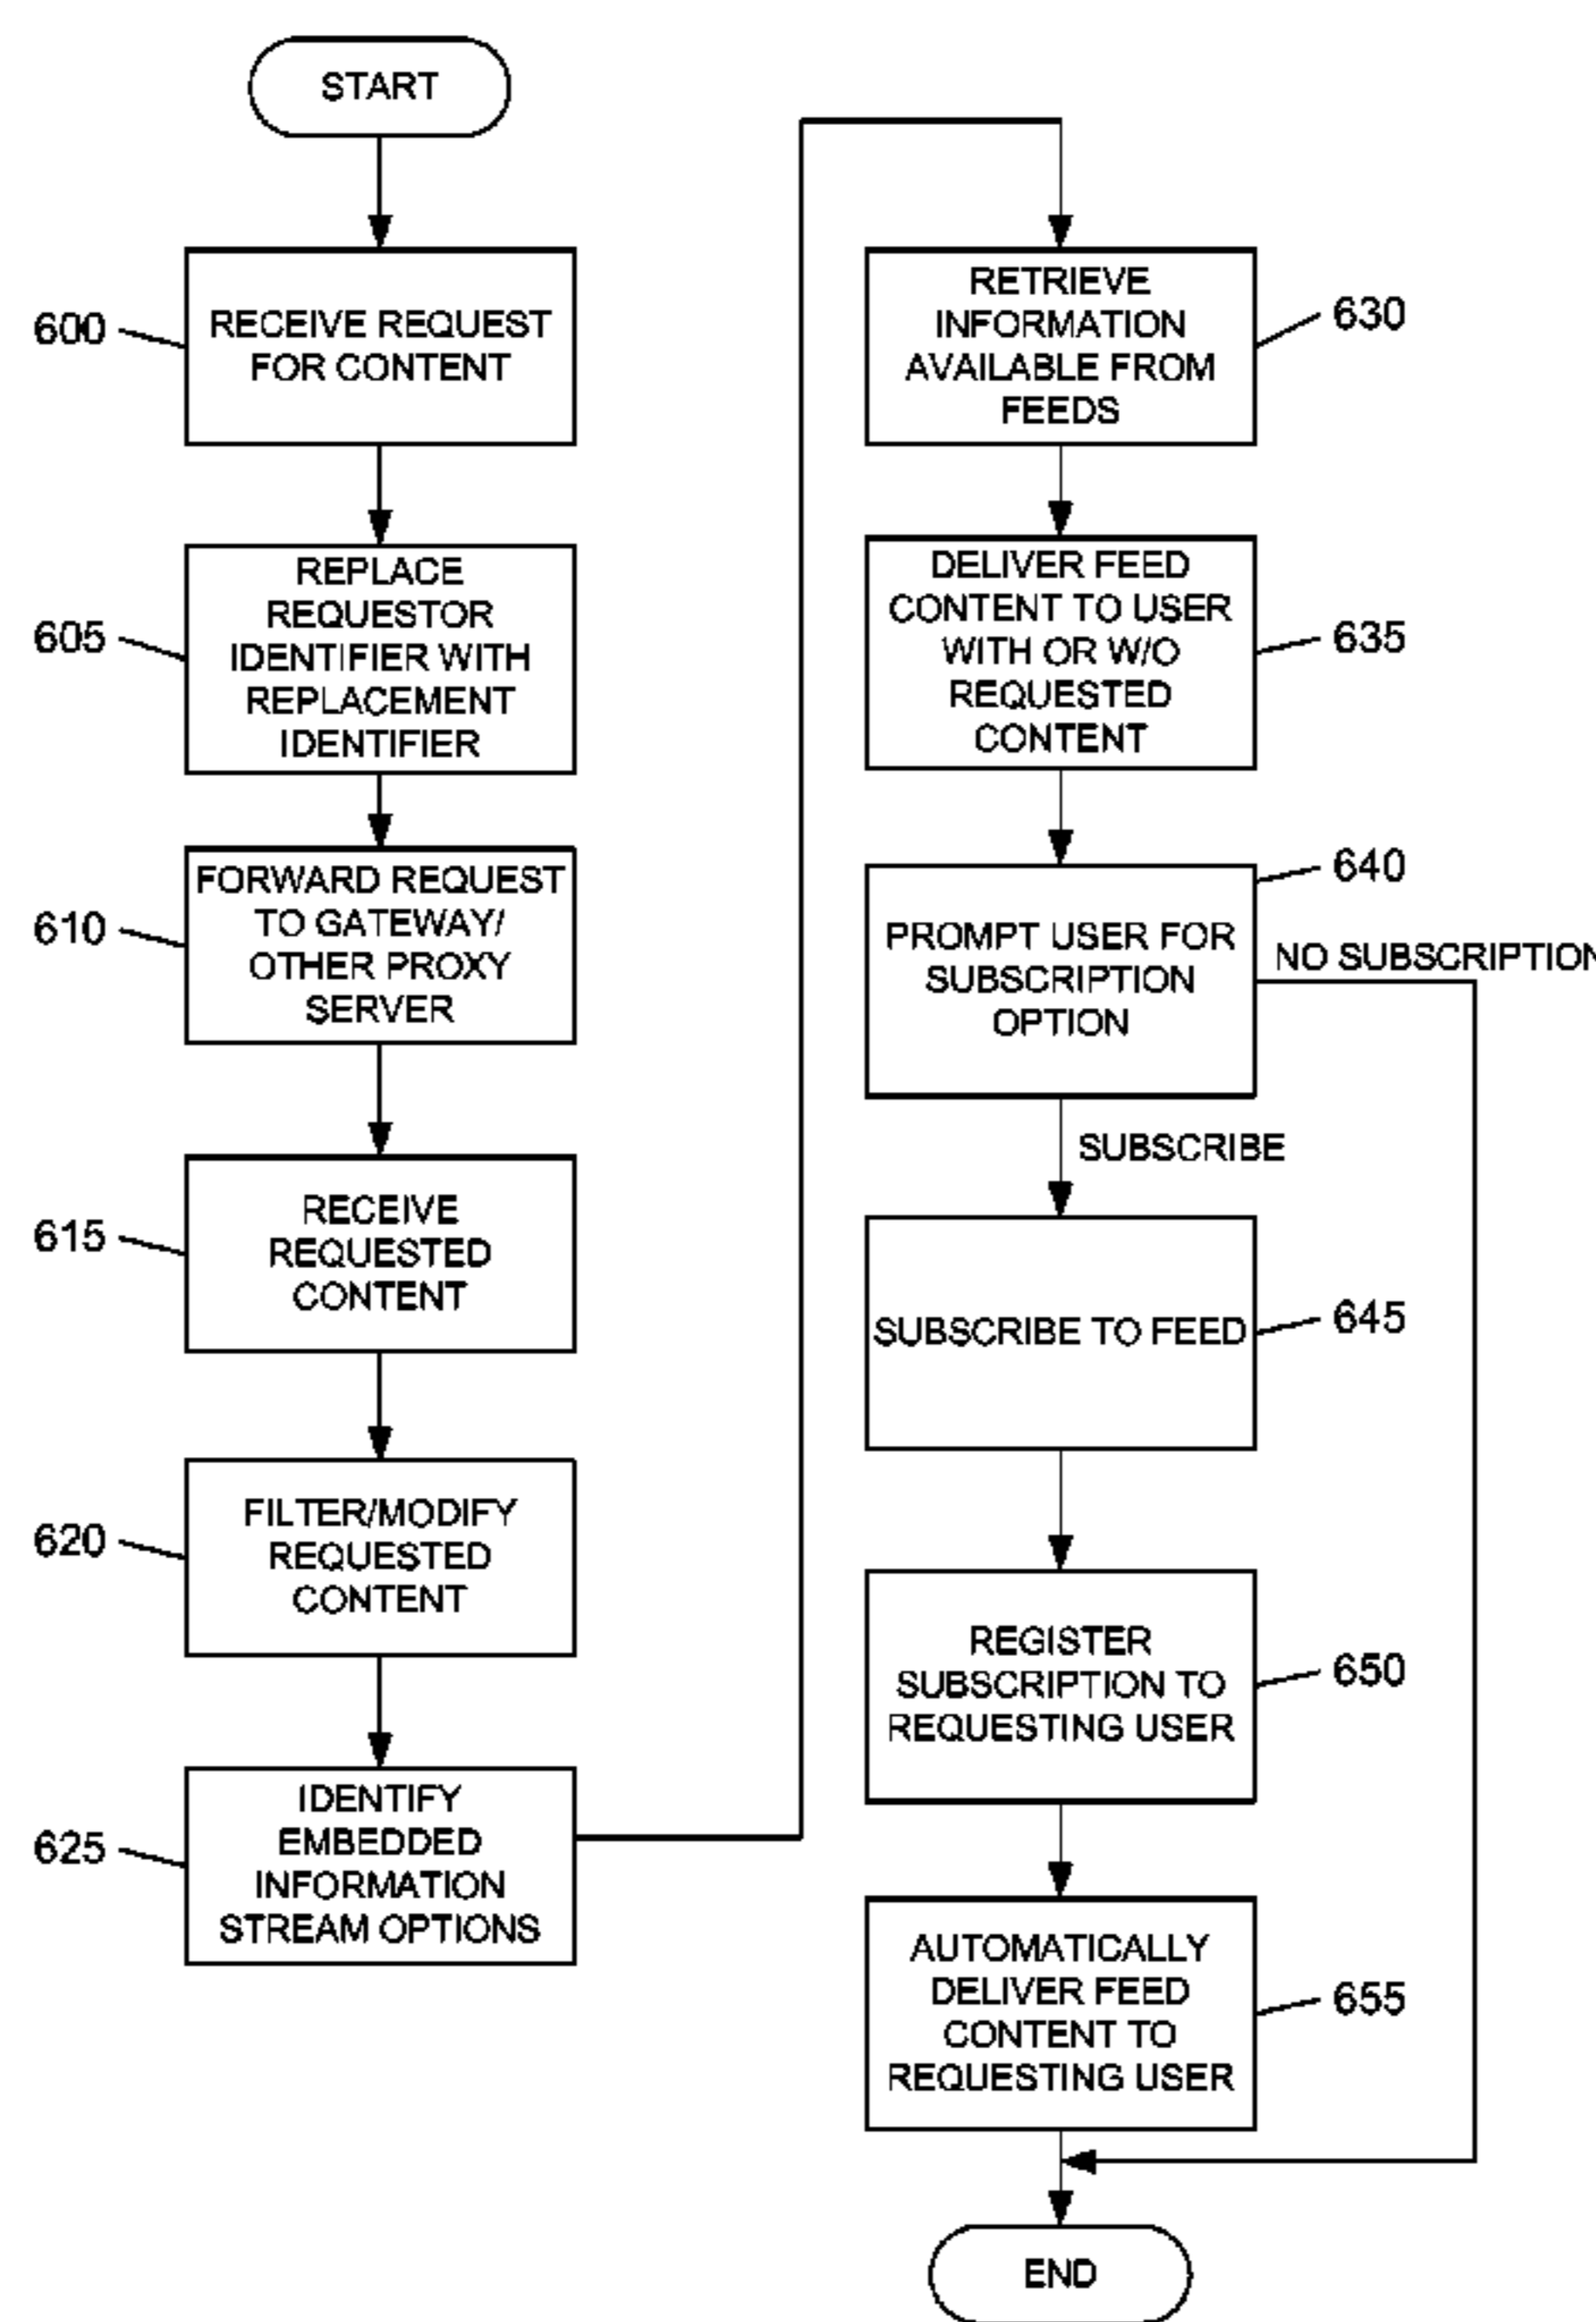 START
600
RECEIVE REQUEST
FOR CONTENT
605
REPLACE
REQUESTOR
IDENTIFIER WITH
REPLACEMENT
IDENTIFIER
610
FORWARD REQUEST
TO GATEWAY/
OTHER PROXY
SERVER
615
RECEIVE
REQUESTED
CONTENT
620
FILTER/MODIFY
REQUESTED
CONTENT
625
IDENTIFY
EMBEDDED
INFORMATION
STREAM OPTIONS
RETRIEVE
INFORMATION
AVAILABLE FROM
FEEDS
630
DELIVER FEED
CONTENT TO USER
WITH OR W/O
REQUESTED
CONTENT
635
640
PROMPT USER FOR
SUBSCRIPTION
OPTION
NO SUBSCRIPTION
SUBSCRIBE
SUBSCRIBE TO FEED
645
REGISTER
SUBSCRIPTION TO
REQUESTING USER
650
AUTOMATICALLY
DELIVER FEED
CONTENT TO
REQUESTING USER
655
END